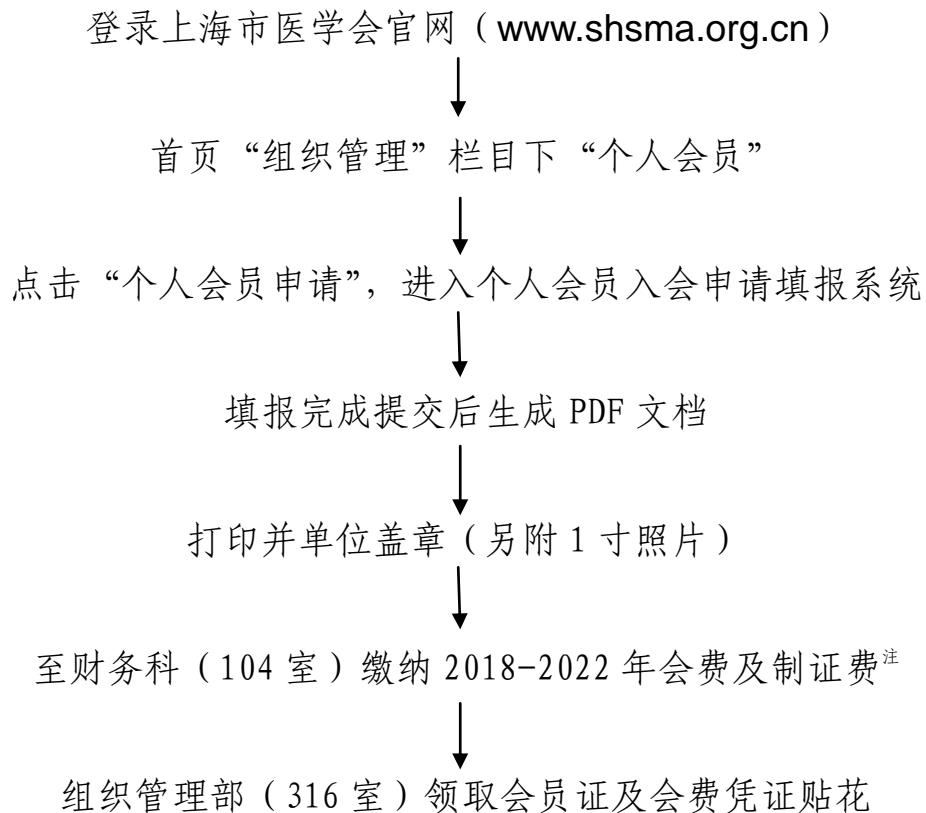 登录上海市医学会官网（www.shsma.org.cn）
首页“组织管理”栏目下“个人会员”
点击“个人会员申请”，进入个人会员入会申请填报系统
填报完成提交后生成 PDF 文档
打印并单位盖章（另附 1 寸照片）
至财务科（104 室）缴纳 2018-2022 年会费及制证费注
组织管理部（316 室）领取会员证及会费凭证贴花